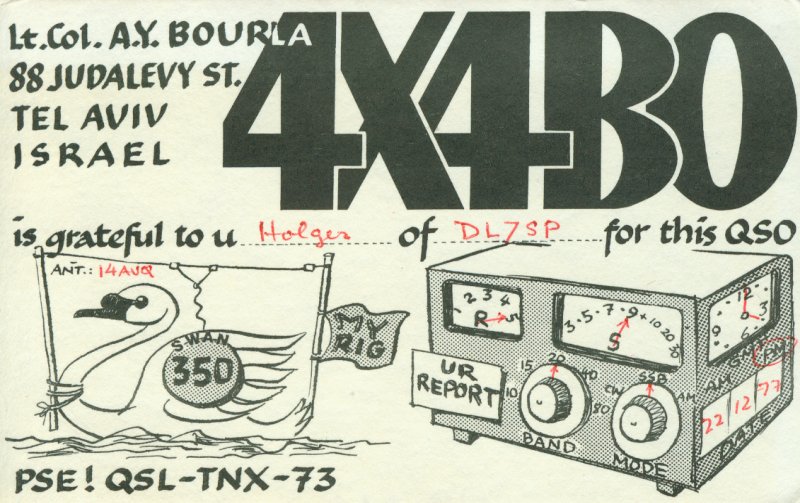 Lt. Col. A.Y. BOURLA
88 JUDALEVY ST.
TEL AVIV
ISRAEL
4X4BO
is grateful to u Holger of DL7SP for this QSO
ANT.: 14AVQ
SWAN
350
MY
RIG
PSE! QSL-TNX-73
2 3 4 5
R
3-5-7-9+10 20 30
S
12
3
6
9
GMT
AM PM
UR
REPORT
10 15 20 40 80
BAND
CW SSB AM
MODE
22 12 77
DATE